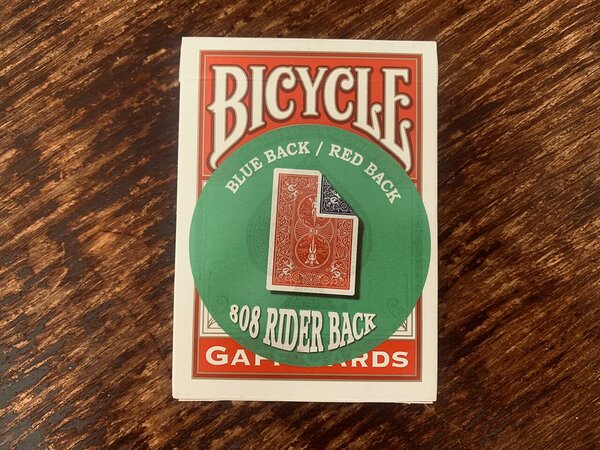 BICYCLE
BLUE BACK / RED BACK
808 RIDER BACK
GAFF CARDS